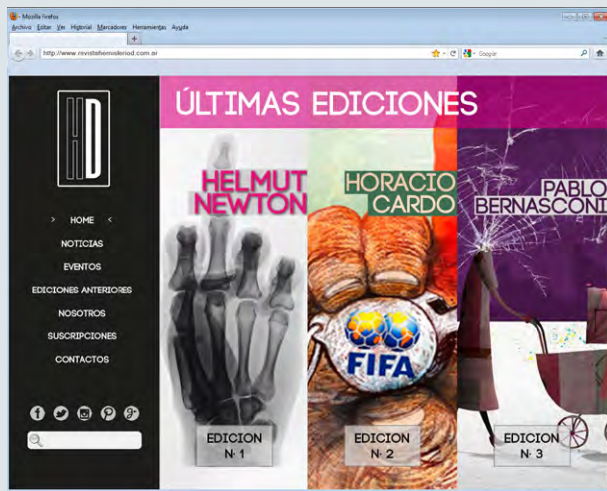 - Mozilla Firefox
Archivo Editar Ver Historial Marcadores Herramientas Ayuda
+
http://www.revistahemisferiod.com.ar
Google
HD
ÚLTIMAS EDICIONES
HELMUT
NEWTON
HORACIO
CARDO
PABLO
BERNASCONI
> HOME <
NOTICIAS
EVENTOS
EDICIONES ANTERIORES
NOSOTROS
SUSCRIPCIONES
CONTACTOS
FIFA
EDICION
N· 1
EDICION
N· 2
EDICION
N· 3